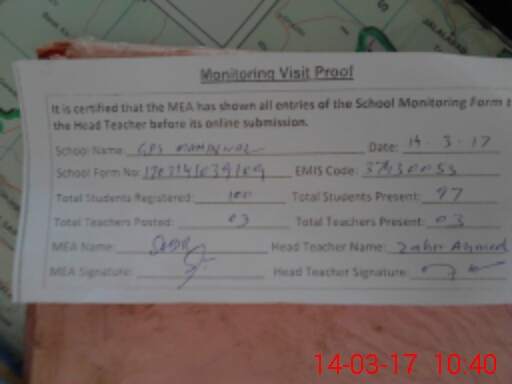 Monitoring Visit Proof
It is certified that the MEA has shown all entries of the School Monitoring Form t
the Head Teacher before its online submission.
School Name: GPS Date: 14-3-17
School Form No: EMIS Code:
Total Students Registered: 100 Total Students Present: 97
Total Teachers Posted: 03 Total Teachers Present: 03
MEA Name: Head Teacher Name: Ahmed
MEA Signature: Head Teacher Signature:
14-03-17 10:40